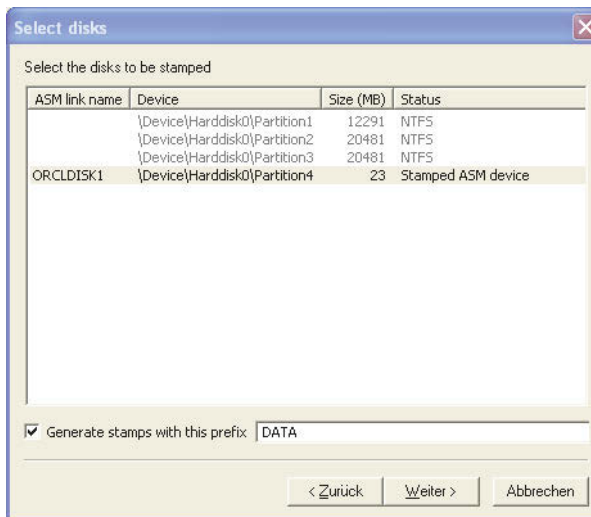 Select disks
Select the disks to be stamped
ASM link name Device Size (MB) Status
\Device\Harddisk0\Partition1 12291 NTFS
\Device\Harddisk0\Partition2 20481 NTFS
\Device\Harddisk0\Partition3 20481 NTFS
ORCLDISK1 \Device\Harddisk0\Partition4 23 Stamped ASM device
Generate stamps with this prefix DATA
< Zurück Weiter > Abbrechen